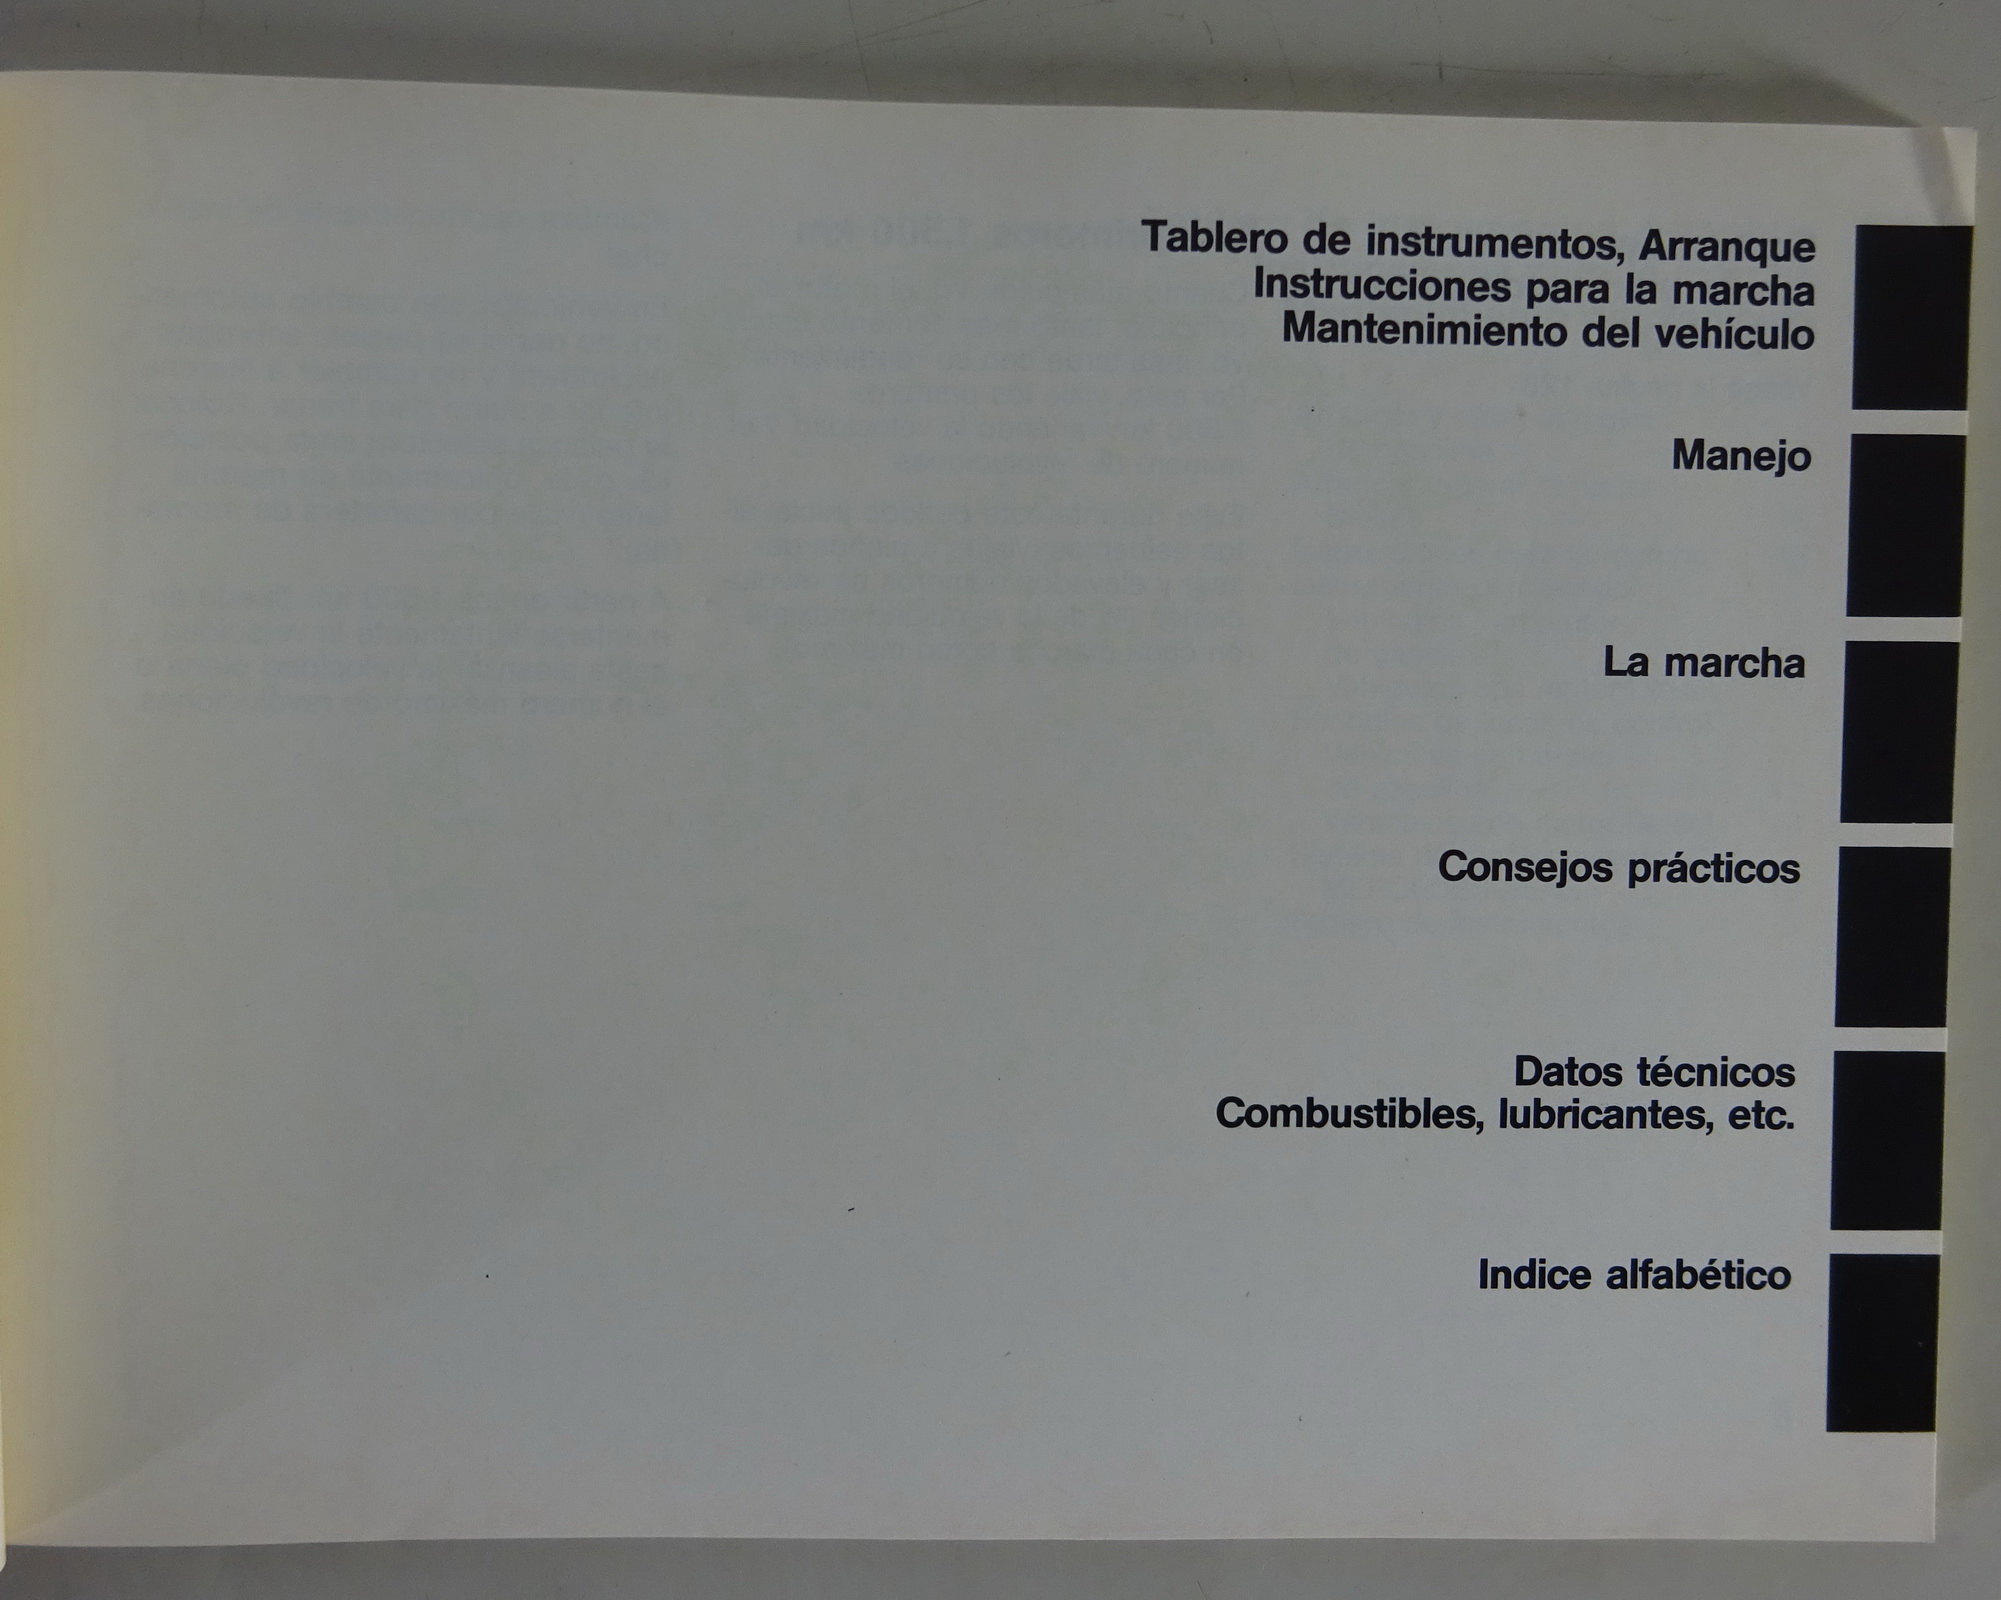 Tablero de instrumentos, Arranque
Instrucciones para la marcha
Mantenimiento del vehículo
Manejo
La marcha
Consejos prácticos
Datos técnicos
Combustibles, lubricantes, etc.
Indice alfabético